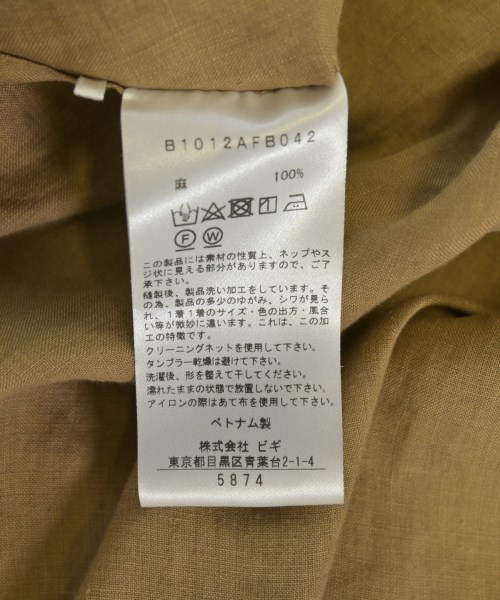 B1012AFB042
麻 100%
F W
この製品には素材の性質上、ネップやス
ジ状に見える部分がありますので、ご了
承下さい。
縫製後、製品洗い加工をしています。そ
の為、製品の多少のゆがみ、シワが見ら
れ、1着1着のサイズ・色の出方・風合
い等が微妙に違います。これは、この加
工の特徴です。
クリーニングネットを使用して下さい。
タンブラー乾燥は避けて下さい。
洗濯後、形を整えて干してください。
濡れたままの状態で放置しないで下さい。
アイロンの際はあて布を使用して下さい。
ベトナム製
株式会社 ビギ
東京都目黒区青葉台2-1-4
5874